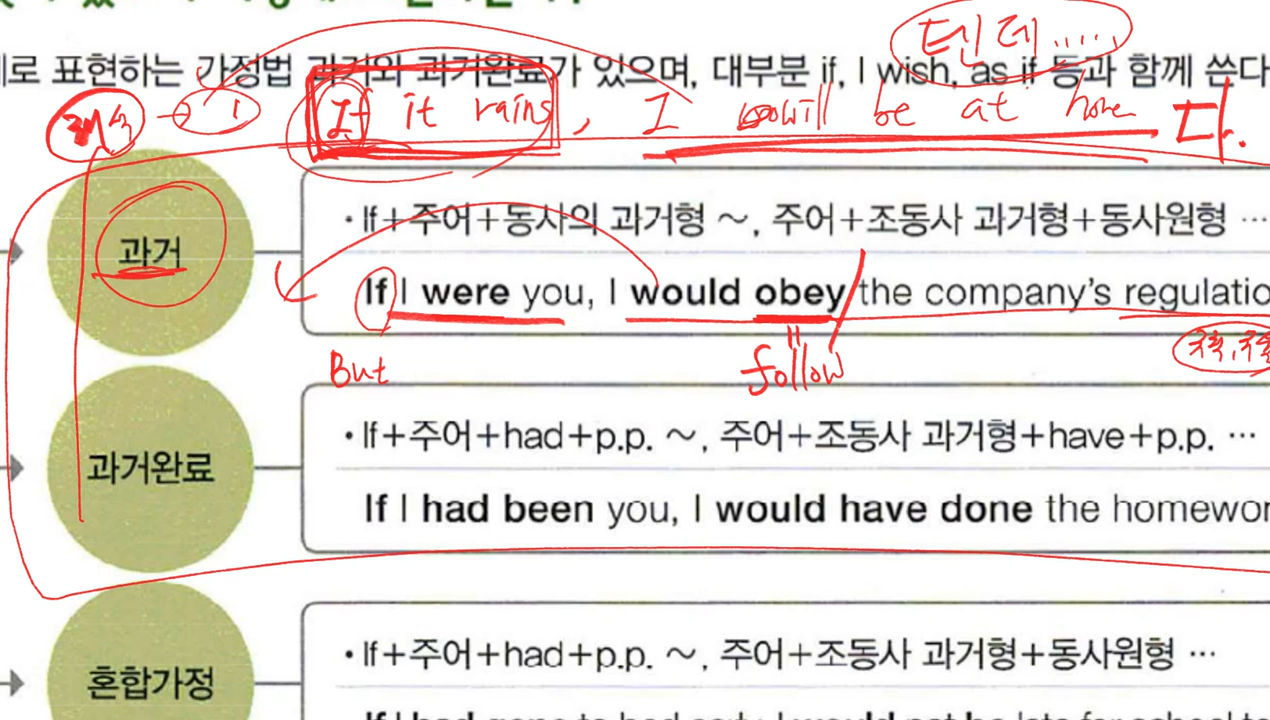 텐데.....
로 표현하는 가정법 과거와 과거완료가 있으며, 대부분 if, I wish, as if 등과 함께 쓴다
If it rains, I will be at home 다.
과거
• If+주어+동사의 과거형 ~, 주어+조동사 과거형+동사원형 ⋯
If I were you, I would obey the company's regulatio
But
follow
과거완료
• If+주어+had+p.p. ~, 주어+조동사 과거형+have+p.p. ⋯
If I had been you, I would have done the homewor
혼합가정
• If+주어+had+p.p. ~, 주어+조동사 과거형+동사원형 ⋯